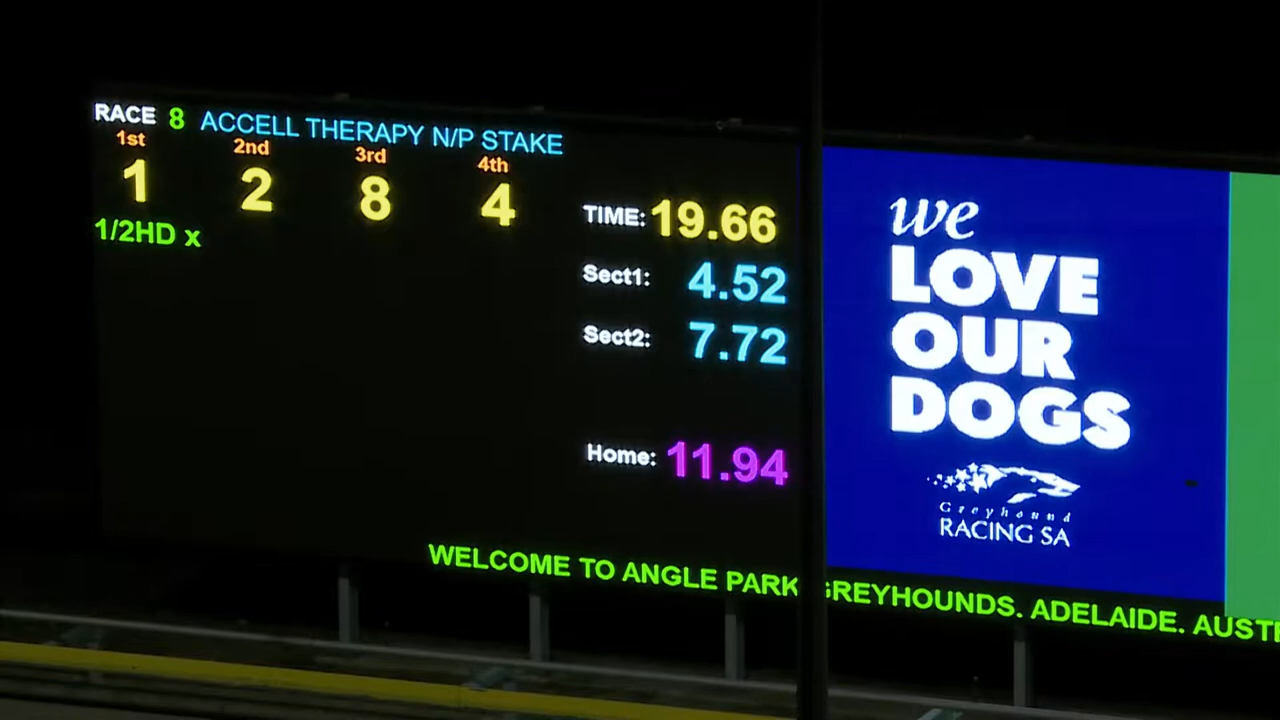 RACE 8 ACCELL THERAPY N/P STAKE
1st 2nd 3rd 4th
1 2 8 4
1/2HD x
TIME: 19.66
Sect1: 4.52
Sect2: 7.72
Home: 11.94
we
LOVE
OUR
DOGS
Greyhound
RACING SA
WELCOME TO ANGLE PARK GREYHOUNDS. ADELAIDE. AUST